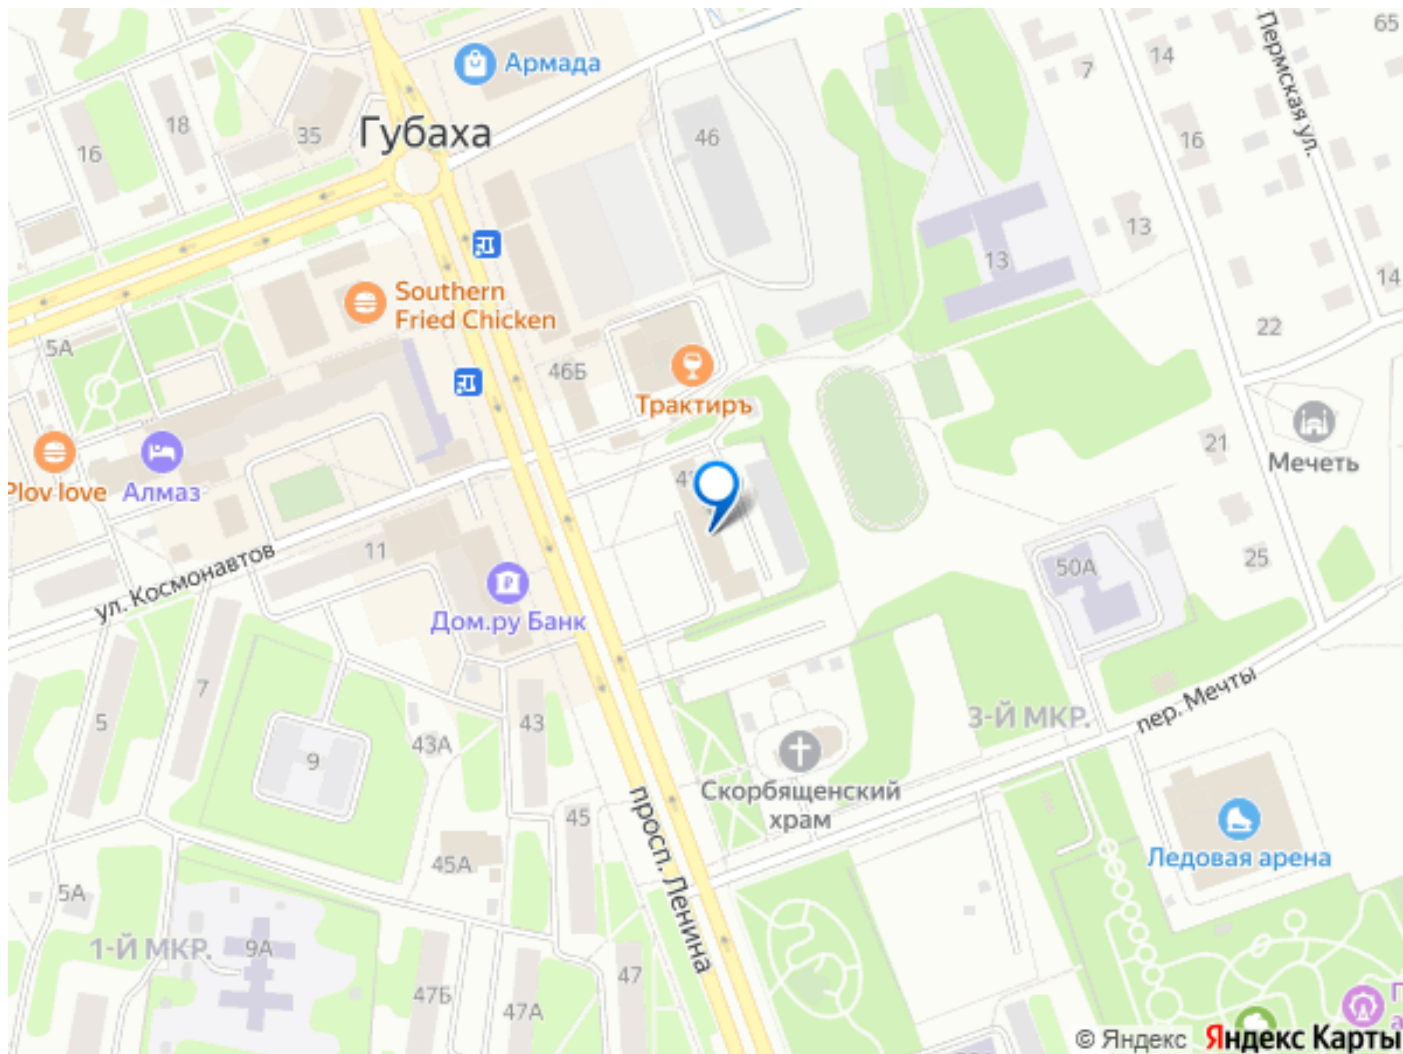 65
Пермская ул.
14
7
Армада
18
35
Губаха
16
46
16
13
13
14
Southern
Fried Chicken
5А
46Б
22
Трактиръ
21
Мечеть
Plov love
Алмаз
11
ул. Космонавтов
50А
25
Дом.ру Банк
7
5
43
43А
9
3-Й МКР.
пер. Мечты
Скорбященский
храм
просп. Ленина
45
45А
Ледовая арена
5А
1-Й МКР.
9А
47
47Б
47А
© Яндекс Яндекс Карты